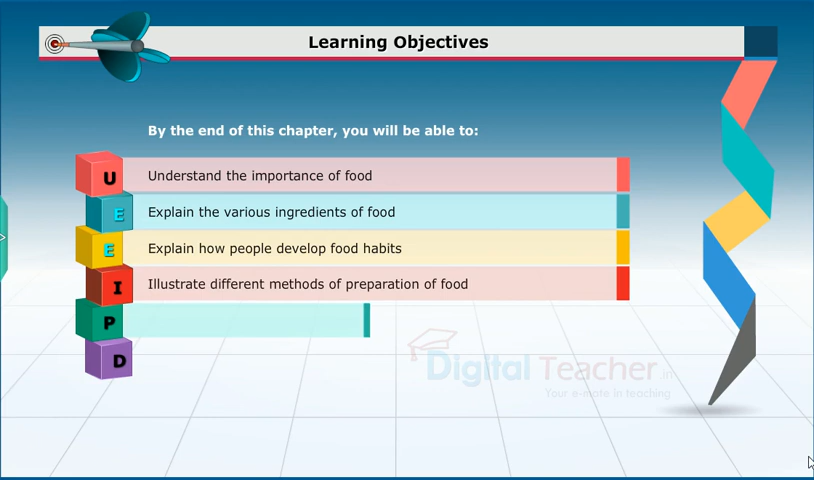 Learning Objectives
By the end of this chapter, you will be able to:
U Understand the importance of food
E Explain the various ingredients of food
E Explain how people develop food habits
I Illustrate different methods of preparation of food
P
D
Digital Teacher.in
Your e-mate in teaching